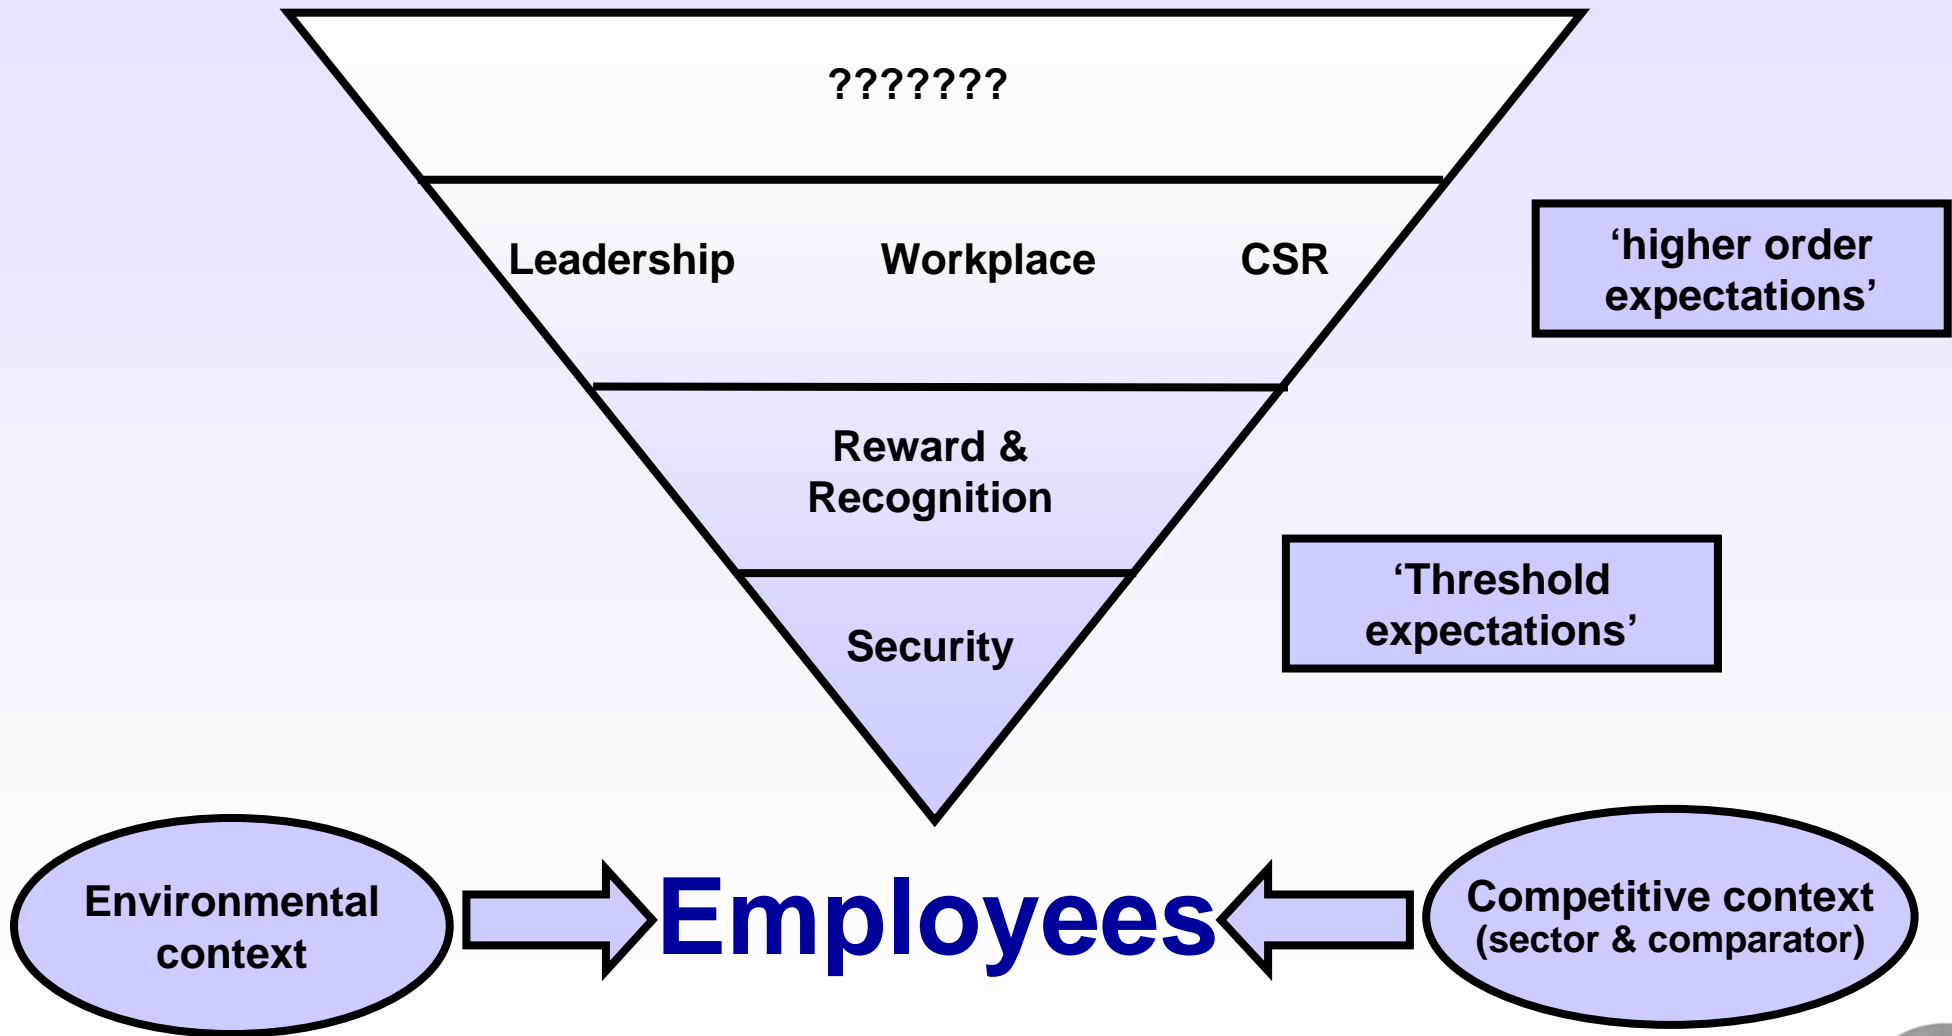 ???????
Leadership Workplace CSR
‘higher order
expectations’
Reward &
Recognition
‘Threshold
expectations’
Security
Environmental
context
Employees
Competitive context
(sector & comparator)